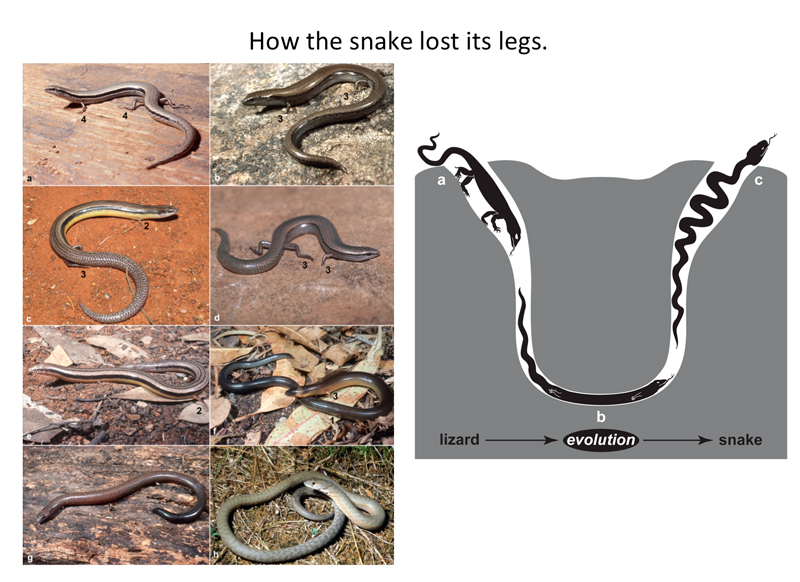 How the snake lost its legs.
4 4
a
3 3
b
2
3
c
3 3
d
2
e
3
1
f
g
h
a
c
b
lizard evolution snake